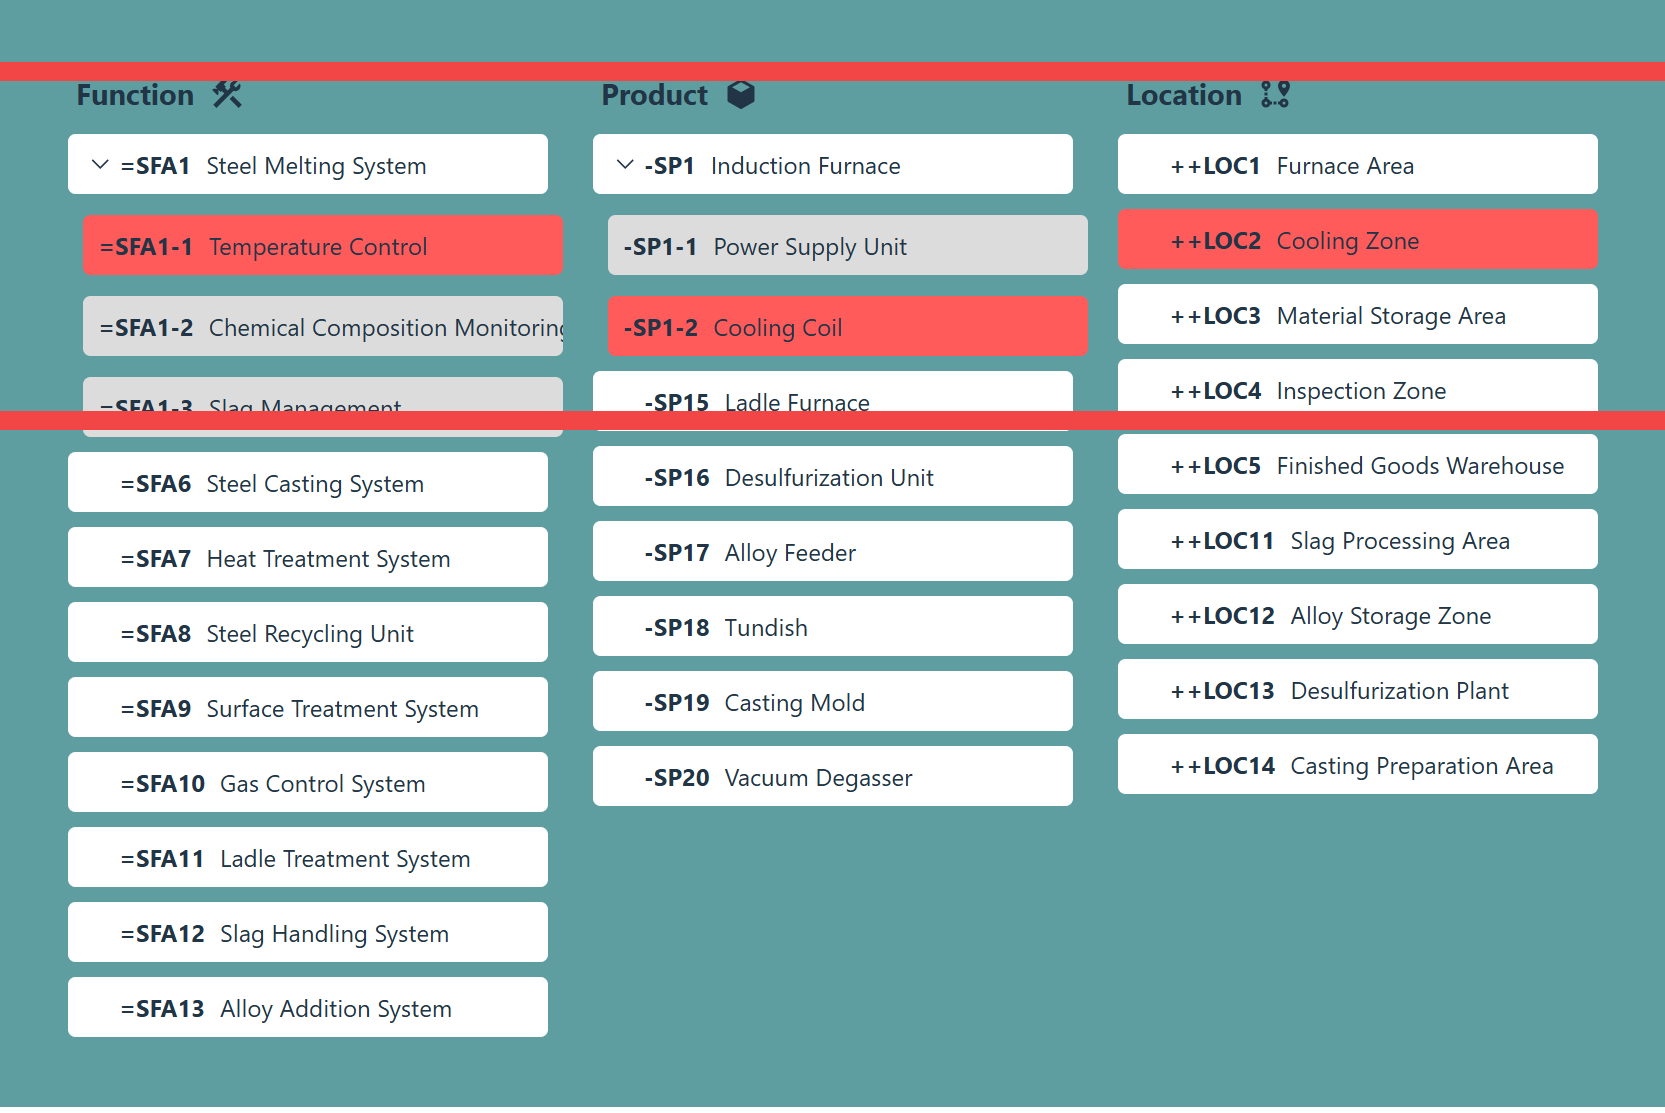 Function
=SFA1 Steel Melting System
=SFA1-1 Temperature Control
=SFA1-2 Chemical Composition Monitoring
=SFA1-3 Slag Management
=SFA6 Steel Casting System
=SFA7 Heat Treatment System
=SFA8 Steel Recycling Unit
=SFA9 Surface Treatment System
=SFA10 Gas Control System
=SFA11 Ladle Treatment System
=SFA12 Slag Handling System
=SFA13 Alloy Addition System
Product
-SP1 Induction Furnace
-SP1-1 Power Supply Unit
-SP1-2 Cooling Coil
-SP15 Ladle Furnace
-SP16 Desulfurization Unit
-SP17 Alloy Feeder
-SP18 Tundish
-SP19 Casting Mold
-SP20 Vacuum Degasser
Location
++LOC1 Furnace Area
++LOC2 Cooling Zone
++LOC3 Material Storage Area
++LOC4 Inspection Zone
++LOC5 Finished Goods Warehouse
++LOC11 Slag Processing Area
++LOC12 Alloy Storage Zone
++LOC13 Desulfurization Plant
++LOC14 Casting Preparation Area